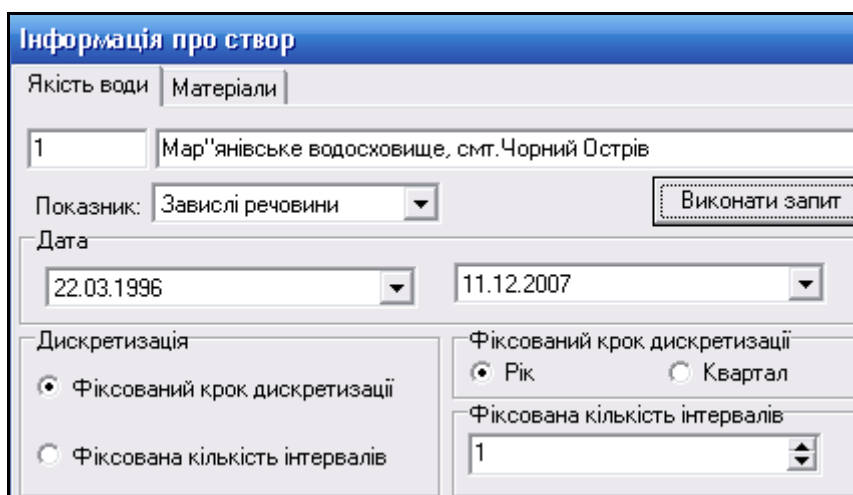 Інформація про створ
Якість води Матеріали
1 Мар"янівське водосховище, смт.Чорний Острів
Показник: Завислі речовини Виконати запит
Дата
22.03.1996 11.12.2007
Дискретизація Фіксований крок дискретизації
Фіксований крок дискретизації Рік Квартал
Фіксована кількість інтервалів
Фіксована кількість інтервалів 1